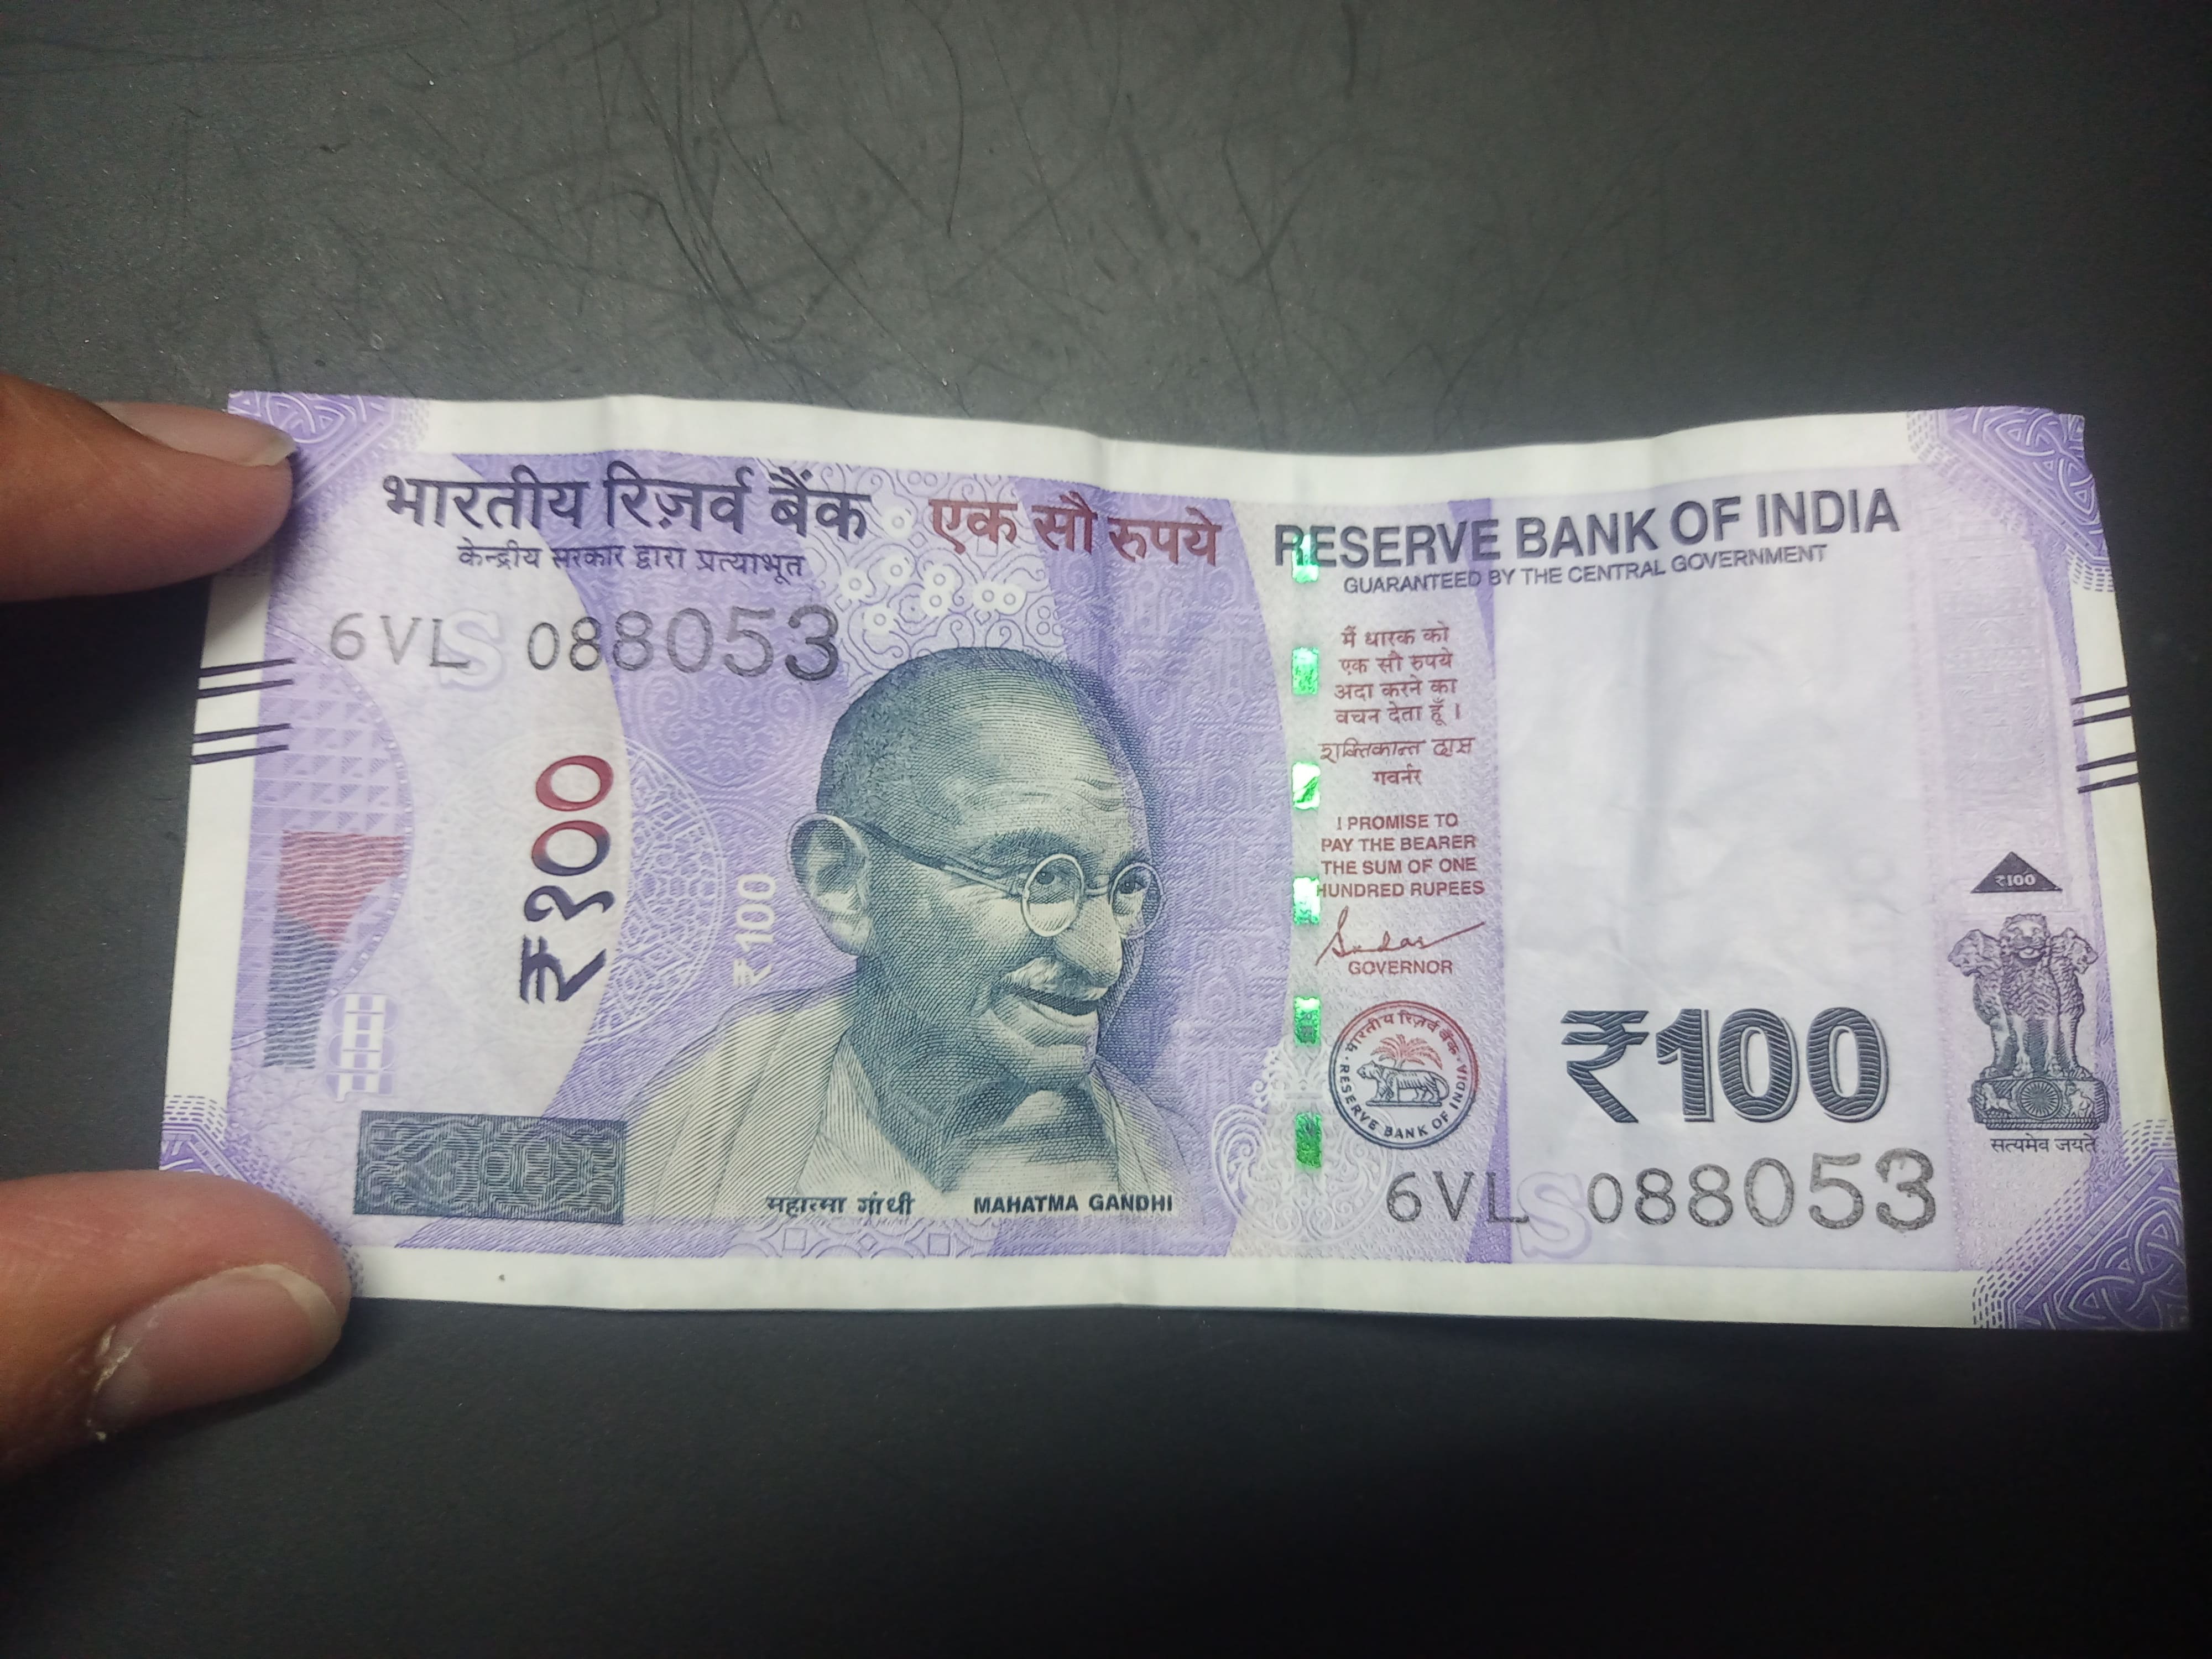 भारतीय रिज़र्व बैंक
केन्द्रीय सरकार द्वारा प्रत्याभूत
एक सौ रुपये
RESERVE BANK OF INDIA
GUARANTEED BY THE CENTRAL GOVERNMENT
6VL S 088053
₹१००
₹100
मैं धारक को
एक सौ रुपये
अदा करने का
वचन देता हूँ ।
शक्तिकान्त दास
गवर्नर
I PROMISE TO
PAY THE BEARER
THE SUM OF ONE
HUNDRED RUPEES
GOVERNOR
भारतीय रिज़र्व बैंक
RESERVE BANK OF INDIA
₹100
₹100
सत्यमेव जयते
महात्मा गांधी MAHATMA GANDHI
6VL S 088053